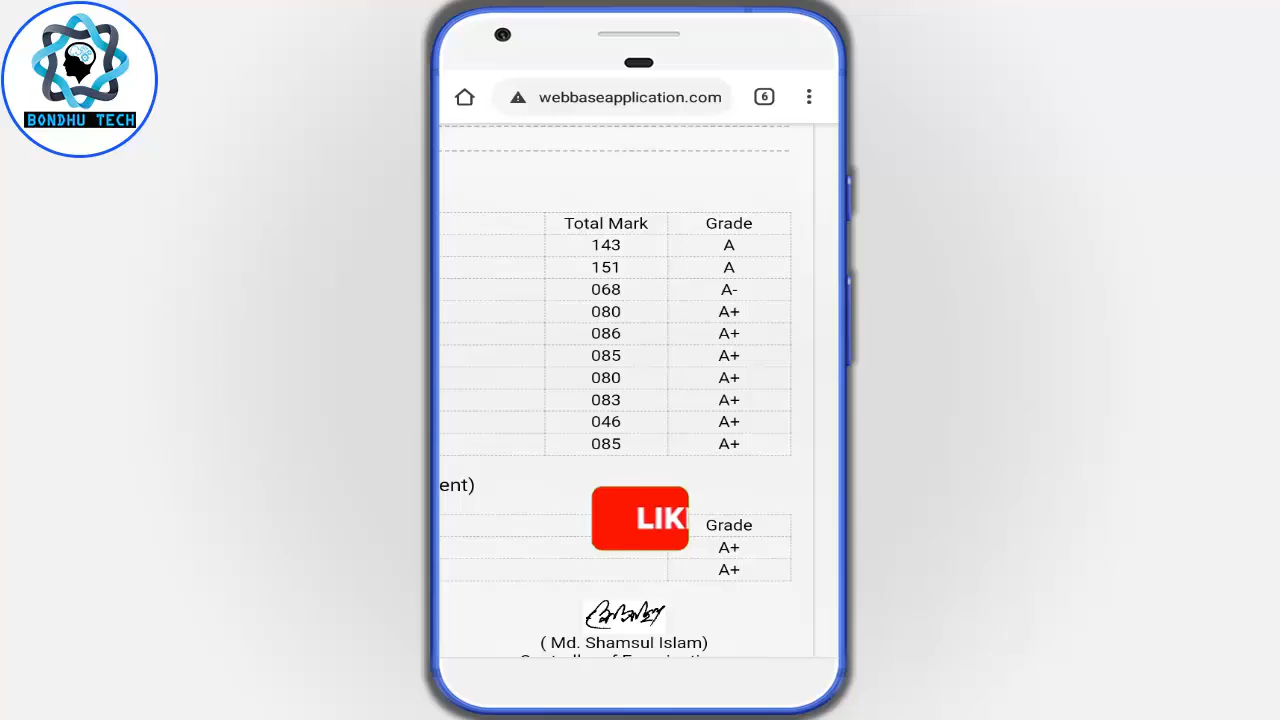 BONDHU TECH
webbaseapplication.com
6
Total Mark Grade
143 A
151 A
068 A-
080 A+
086 A+
085 A+
080 A+
083 A+
046 A+
085 A+
ent)
LIK
Grade
A+
A+
( Md. Shamsul Islam)